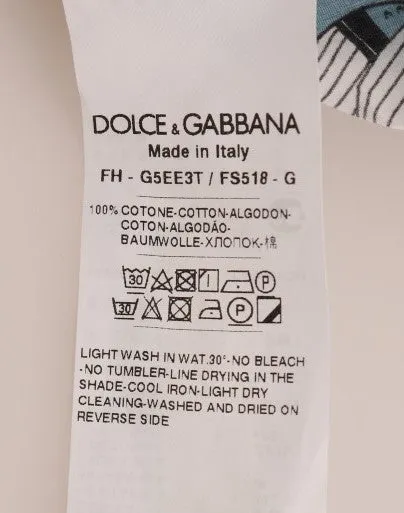 DOLCE & GABBANA
Made in Italy
FH - G5EE3T / FS518 - G
100% COTONE-COTTON-ALGODON-
COTON-ALGODÃO-
BAUMWOLLE-ХЛОПОК-棉
30 P
30 P
LIGHT WASH IN WAT.30°-NO BLEACH
-NO TUMBLER-LINE DRYING IN THE
SHADE-COOL IRON-LIGHT DRY
CLEANING-WASHED AND DRIED ON
REVERSE SIDE